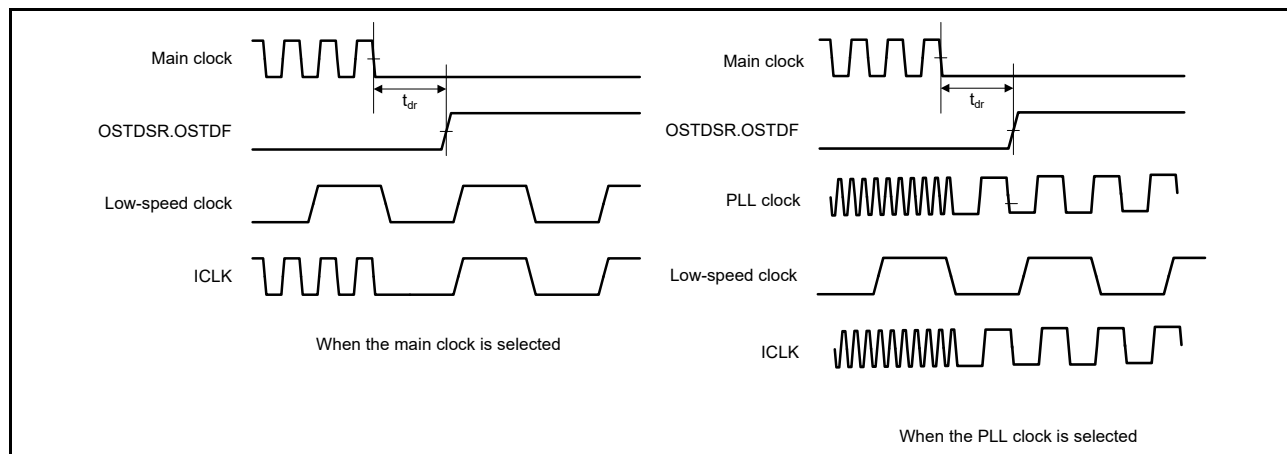 Main clock
t_dr
OSTDSR.OSTDF
Low-speed clock
ICLK
When the main clock is selected
Main clock
t_dr
OSTDSR.OSTDF
PLL clock
Low-speed clock
ICLK
When the PLL clock is selected